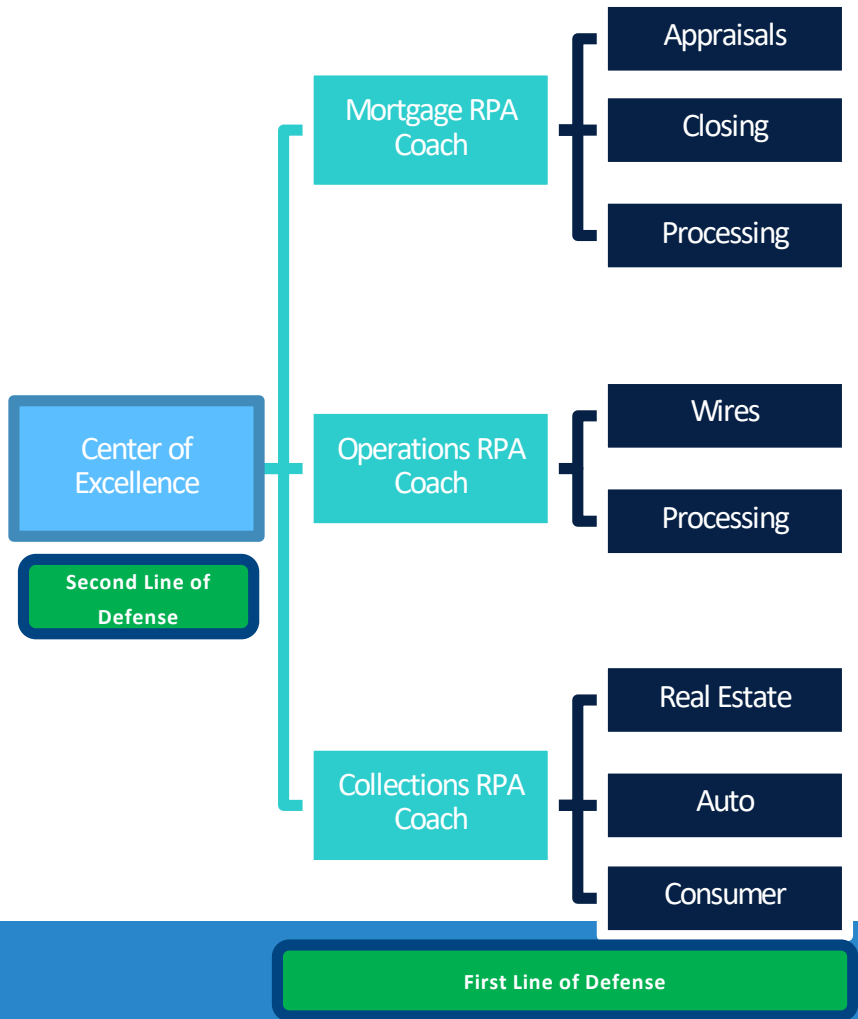 Appraisals
Mortgage RPA
Coach
Closing
Processing
Wires
Center of
Excellence
Operations RPA
Coach
Processing
Second Line of
Defense
Real Estate
Collections RPA
Coach
Auto
Consumer
First Line of Defense